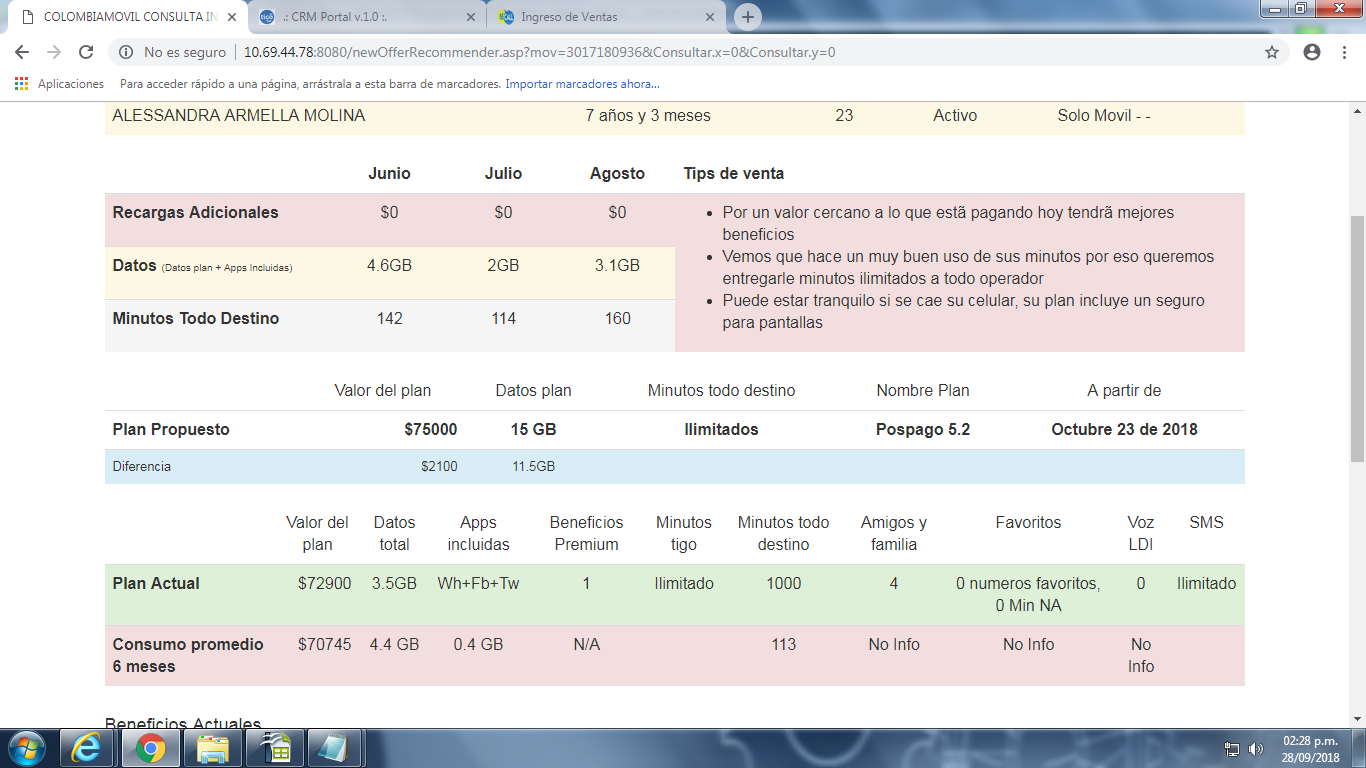 COLOMBIAMOVIL CONSULTA IN
.: CRM Portal v.1.0 :.
Ingreso de Ventas
No es seguro | 10.69.44.78:8080/newOfferRecommender.asp?mov=3017180936&Consultar.x=0&Consultar.y=0
Aplicaciones Para acceder rápido a una página, arrástrala a esta barra de marcadores. Importar marcadores ahora...
ALESSANDRA ARMELLA MOLINA 7 años y 3 meses 23 Activo Solo Movil - -
Junio Julio Agosto Tips de venta
Recargas Adicionales $0 $0 $0
Por un valor cercano a lo que estã pagando hoy tendrã mejores
beneficios
Datos (Datos plan + Apps Incluidas) 4.6GB 2GB 3.1GB
Vemos que hace un muy buen uso de sus minutos por eso queremos
entregarle minutos ilimitados a todo operador
Minutos Todo Destino 142 114 160
Puede estar tranquilo si se cae su celular, su plan incluye un seguro
para pantallas
Valor del plan Datos plan Minutos todo destino Nombre Plan A partir de
Plan Propuesto $75000 15 GB Ilimitados Pospago 5.2 Octubre 23 de 2018
Diferencia $2100 11.5GB
Valor del Datos Apps Beneficios Minutos Minutos todo Amigos y Favoritos Voz SMS
plan total incluidas Premium tigo destino familia LDI
Plan Actual $72900 3.5GB Wh+Fb+Tw 1 Ilimitado 1000 4 0 numeros favoritos, 0 Ilimitado
0 Min NA
Consumo promedio $70745 4.4 GB 0.4 GB N/A 113 No Info No Info No
6 meses Info
Beneficios Actuales
02:28 p.m.
28/09/2018